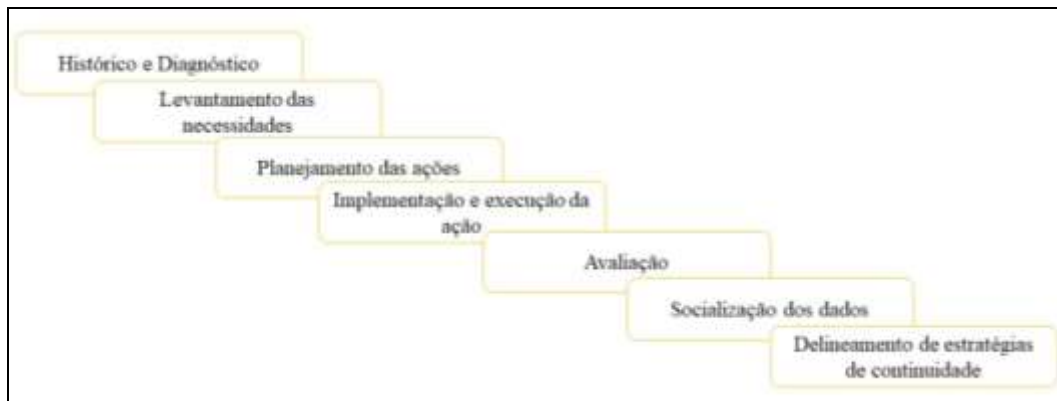 Histórico e Diagnóstico
Levantamento das
necessidades
Planejamento das ações
Implementação e execução da
ação
Avaliação
Socialização dos dados
Delineamento de estratégias
de continuidade